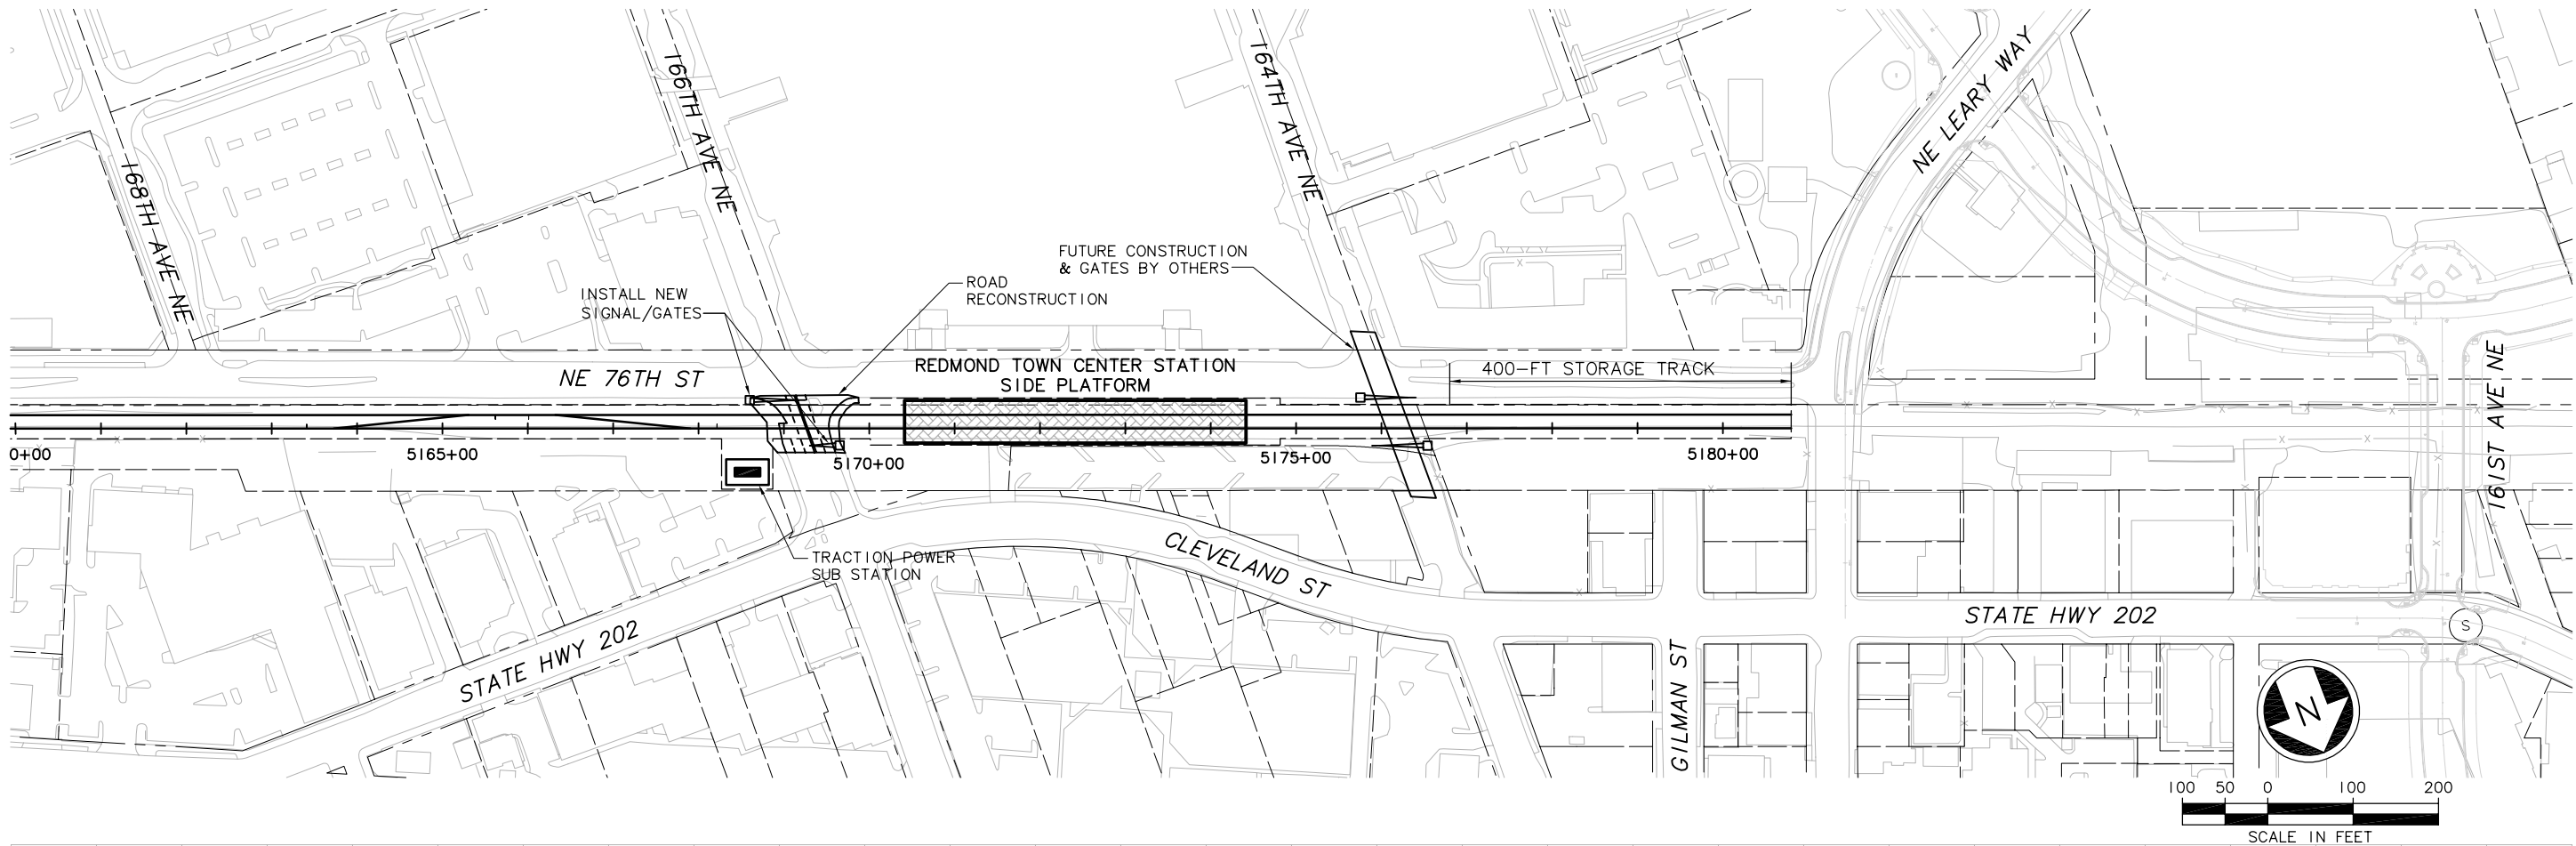 168TH AVE NE
166TH AVE NE
164TH AVE NE
NE LEARY WAY
FUTURE CONSTRUCTION
& GATES BY OTHERS
ROAD
RECONSTRUCTION
INSTALL NEW
SIGNAL/GATES
NE 76TH ST
REDMOND TOWN CENTER STATION
SIDE PLATFORM
400-FT STORAGE TRACK
161ST AVE NE
0+00
5165+00
5170+00
5175+00
5180+00
TRACTION POWER
SUB STATION
CLEVELAND ST
STATE HWY 202
STATE HWY 202
GILMAN ST
S
N
100 50 0 100 200
SCALE IN FEET